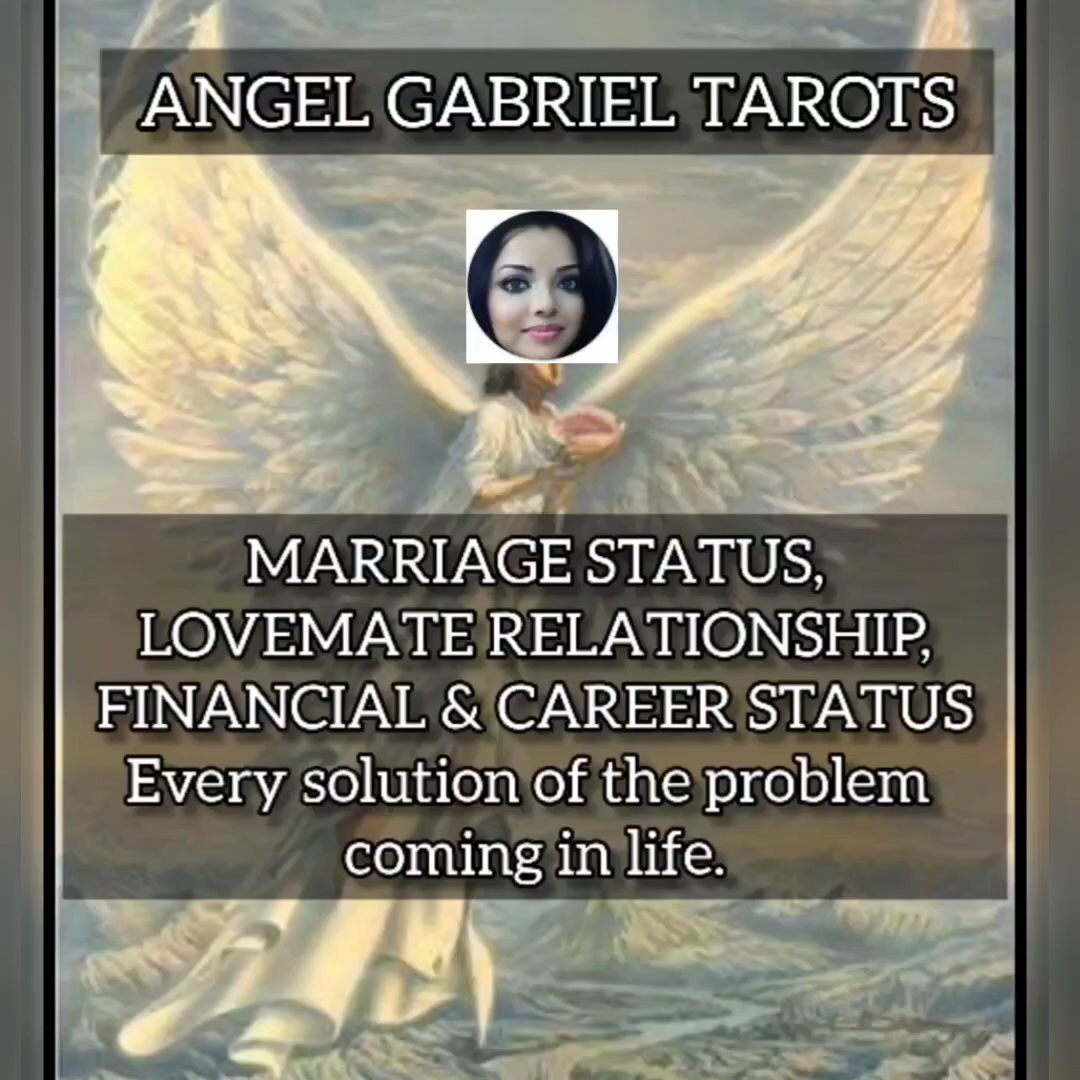 ANGEL GABRIEL TAROTS
MARRIAGE STATUS,
LOVEMATE RELATIONSHIP,
FINANCIAL & CAREER STATUS
Every solution of the problem
coming in life.